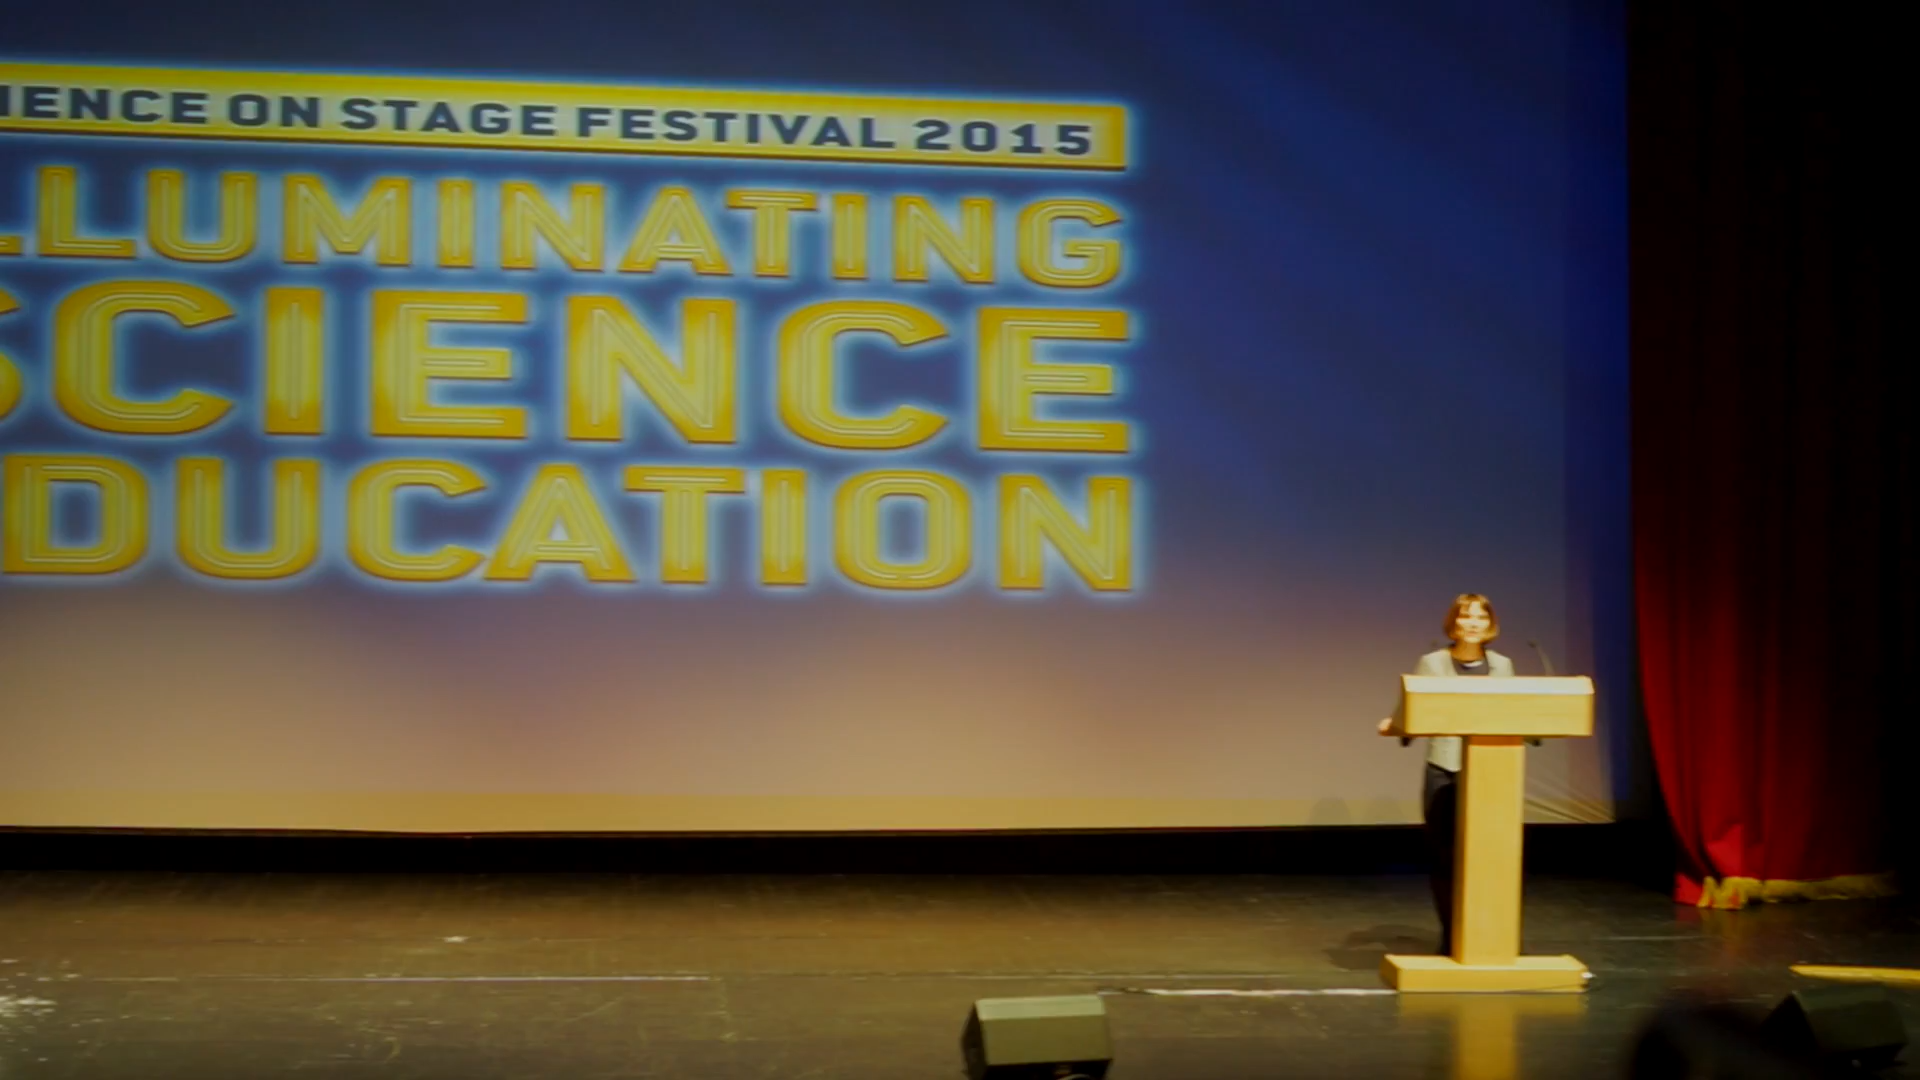 IENCE ON STAGE FESTIVAL 2015
LLUMINATING
SCIENCE
DUCATION